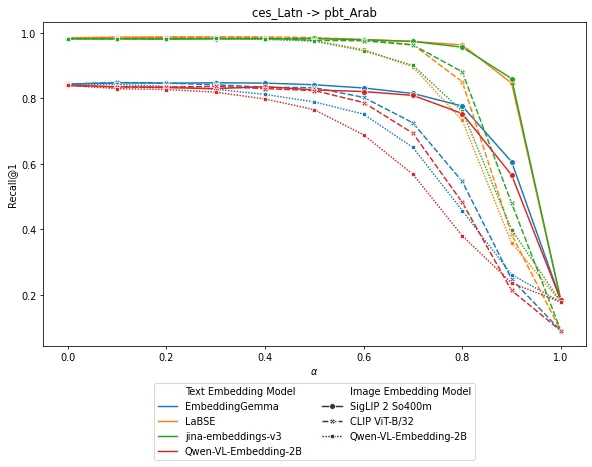 ces_Latn -> pbt_Arab
Recall@1
1.0
0.8
0.6
0.4
0.2
0.0 0.2 0.4 0.6 0.8 1.0
α
Text Embedding Model
EmbeddingGemma
LaBSE
jina-embeddings-v3
Qwen-VL-Embedding-2B
Image Embedding Model
SigLIP 2 So400m
CLIP ViT-B/32
Qwen-VL-Embedding-2B